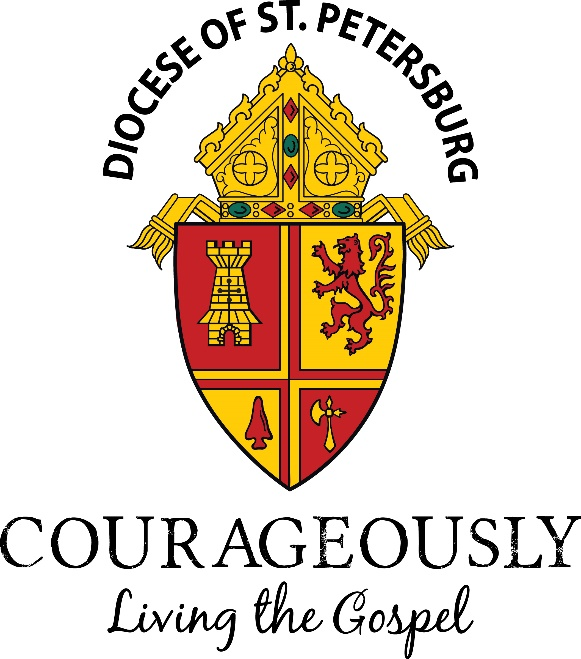 DIOCESE OF ST. PETERSBURG
COURAGEOUSLY
Living the Gospel